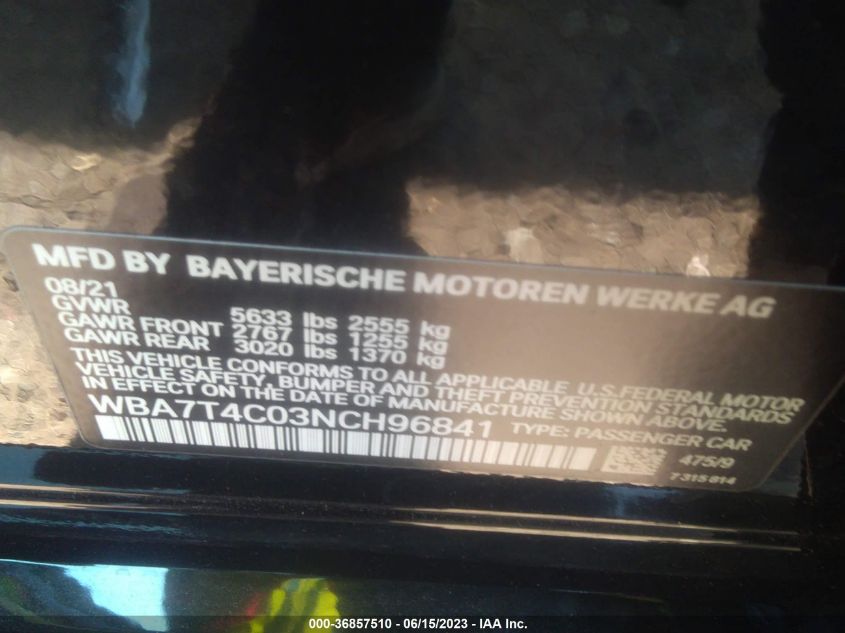 MFD BY BAYERISCHE MOTOREN WERKE AG
08/21
GVWR 5633 lbs 2555 kg
GAWR FRONT 2767 lbs 1255 kg
GAWR REAR 3020 lbs 1370 kg
THIS VEHICLE CONFORMS TO ALL APPLICABLE U.S. FEDERAL MOTOR
VEHICLE SAFETY, BUMPER AND THEFT PREVENTION STANDARDS
IN EFFECT ON THE DATE OF MANUFACTURE SHOWN ABOVE.
WBA7T4C03NCH96841 TYPE: PASSENGER CAR
475/9
7315814
000-36857510 - 06/15/2023 - IAA Inc.